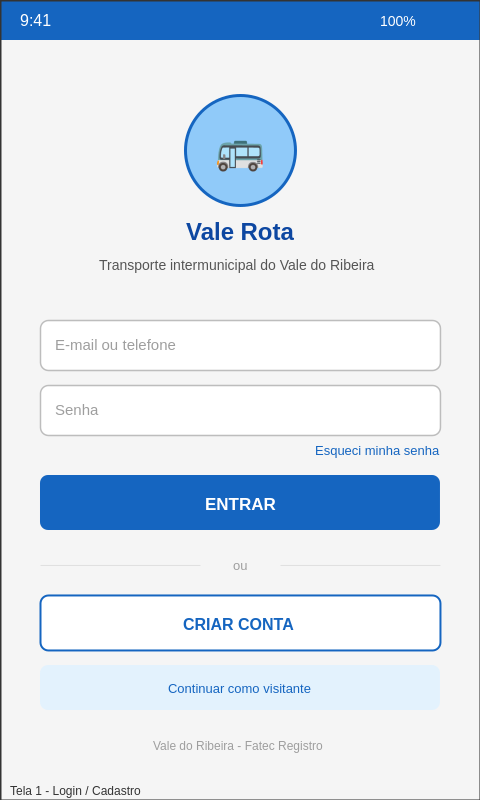 9:41 100%
Vale Rota
Transporte intermunicipal do Vale do Ribeira
E-mail ou telefone
Senha
Esqueci minha senha
ENTRAR
ou
CRIAR CONTA
Continuar como visitante
Vale do Ribeira - Fatec Registro
Tela 1 - Login / Cadastro